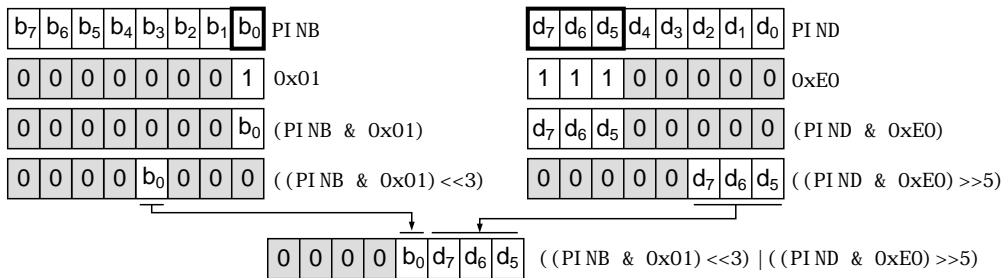 b7 b6 b5 b4 b3 b2 b1 b0 PINB d7 d6 d5 d4 d3 d2 d1 d0 PIND
0 0 0 0 0 0 0 1 0x01 1 1 1 0 0 0 0 0 0xE0
0 0 0 0 0 0 0 b0 (PINB & 0x01) d7 d6 d5 0 0 0 0 0 (PIND & 0xE0)
0 0 0 0 b0 0 0 0 ((PINB & 0x01)<<3) 0 0 0 0 0 d7 d6 d5 ((PIND & 0xE0)>>5)
0 0 0 0 b0 d7 d6 d5 ((PINB & 0x01)<<3)|((PIND & 0xE0)>>5)